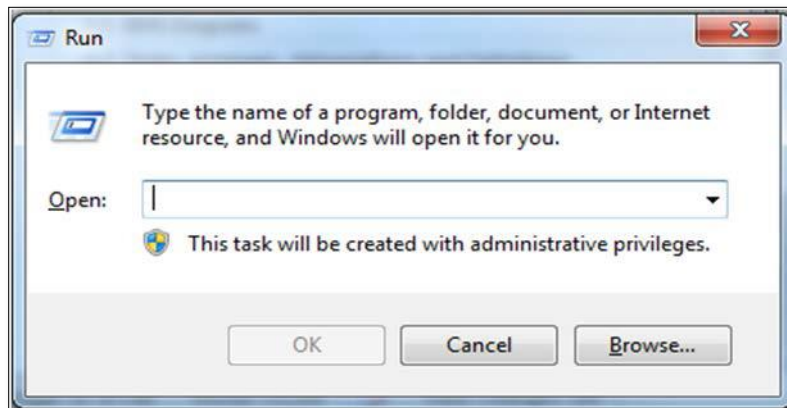 Run
Type the name of a program, folder, document, or Internet
resource, and Windows will open it for you.
Open:
This task will be created with administrative privileges.
OK
Cancel
Browse...